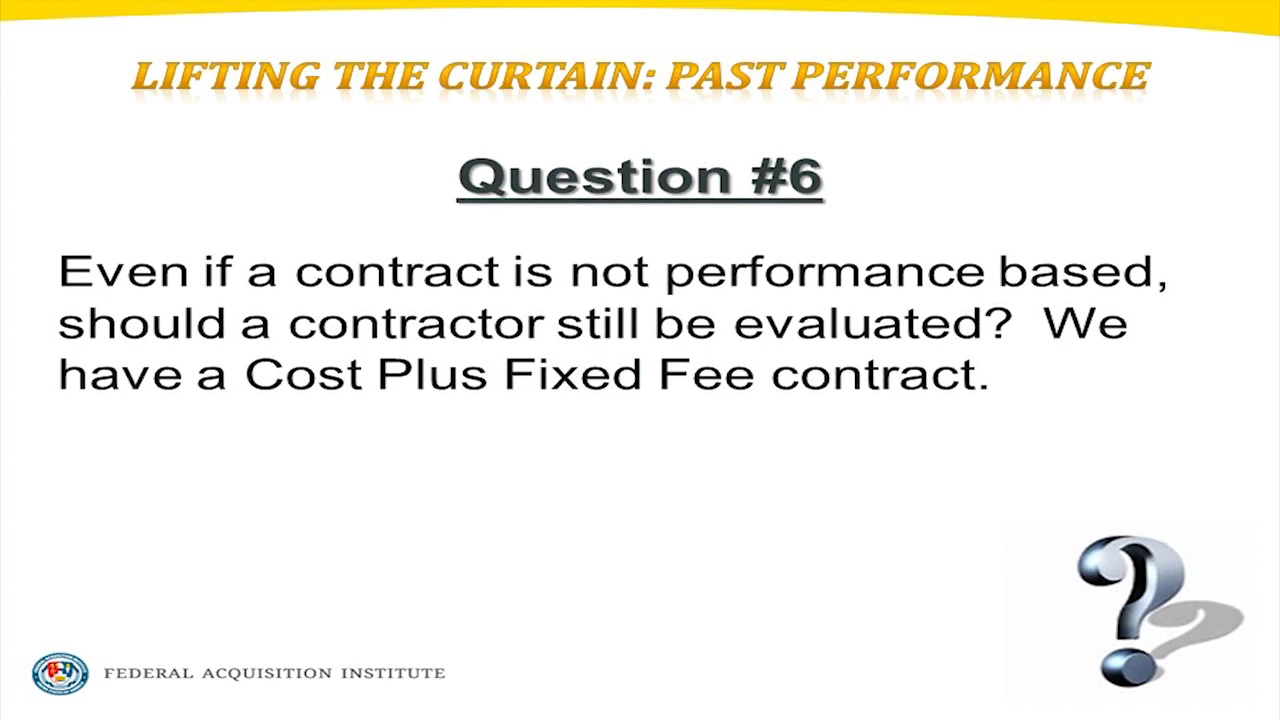 LIFTING THE CURTAIN: PAST PERFORMANCE
Question #6
Even if a contract is not performance based,
should a contractor still be evaluated?  We
have a Cost Plus Fixed Fee contract.
FEDERAL ACQUISITION INSTITUTE